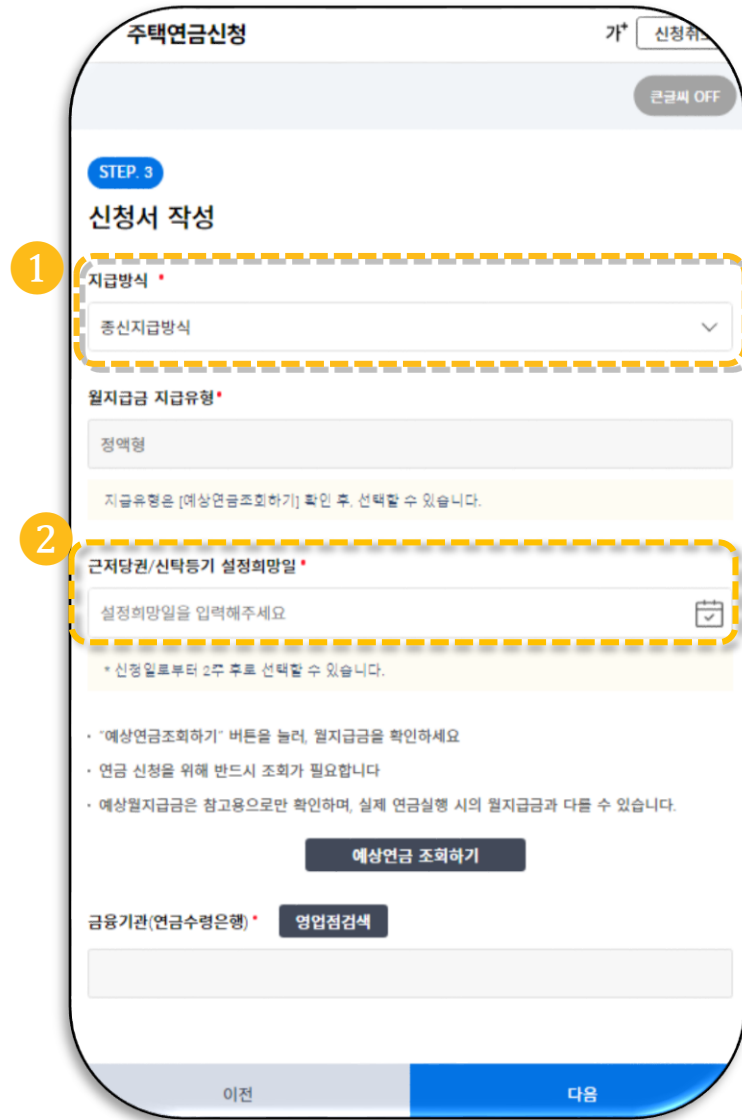 주택연금신청
가+ 신청취
큰글씨 OFF
STEP. 3
신청서 작성
1
지급방식 *
종신지급방식
월지급금 지급유형*
정액형
지급유형은 [예상연금조회하기] 확인 후, 선택할 수 있습니다.
2
근저당권/신탁등기 설정희망일*
설정희망일을 입력해주세요
* 신청일로부터 2주 후로 선택할 수 있습니다.
· "예상연금조회하기" 버튼을 눌러, 월지급금을 확인하세요
· 연금 신청을 위해 반드시 조회가 필요합니다
· 예상월지급금은 참고용으로만 확인하며, 실제 연금실행 시의 월지급금과 다를 수 있습니다.
예상연금 조회하기
금융기관(연금수령은행)* 영업점검색
이전 다음